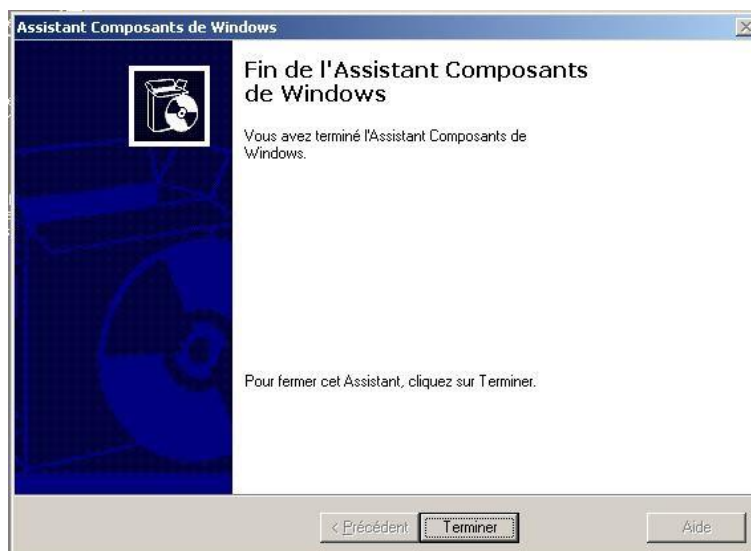 Assistant Composants de Windows
Fin de l'Assistant Composants
de Windows
Vous avez terminé l'Assistant Composants de
Windows.
Pour fermer cet Assistant, cliquez sur Terminer.
< Précédent Terminer Aide